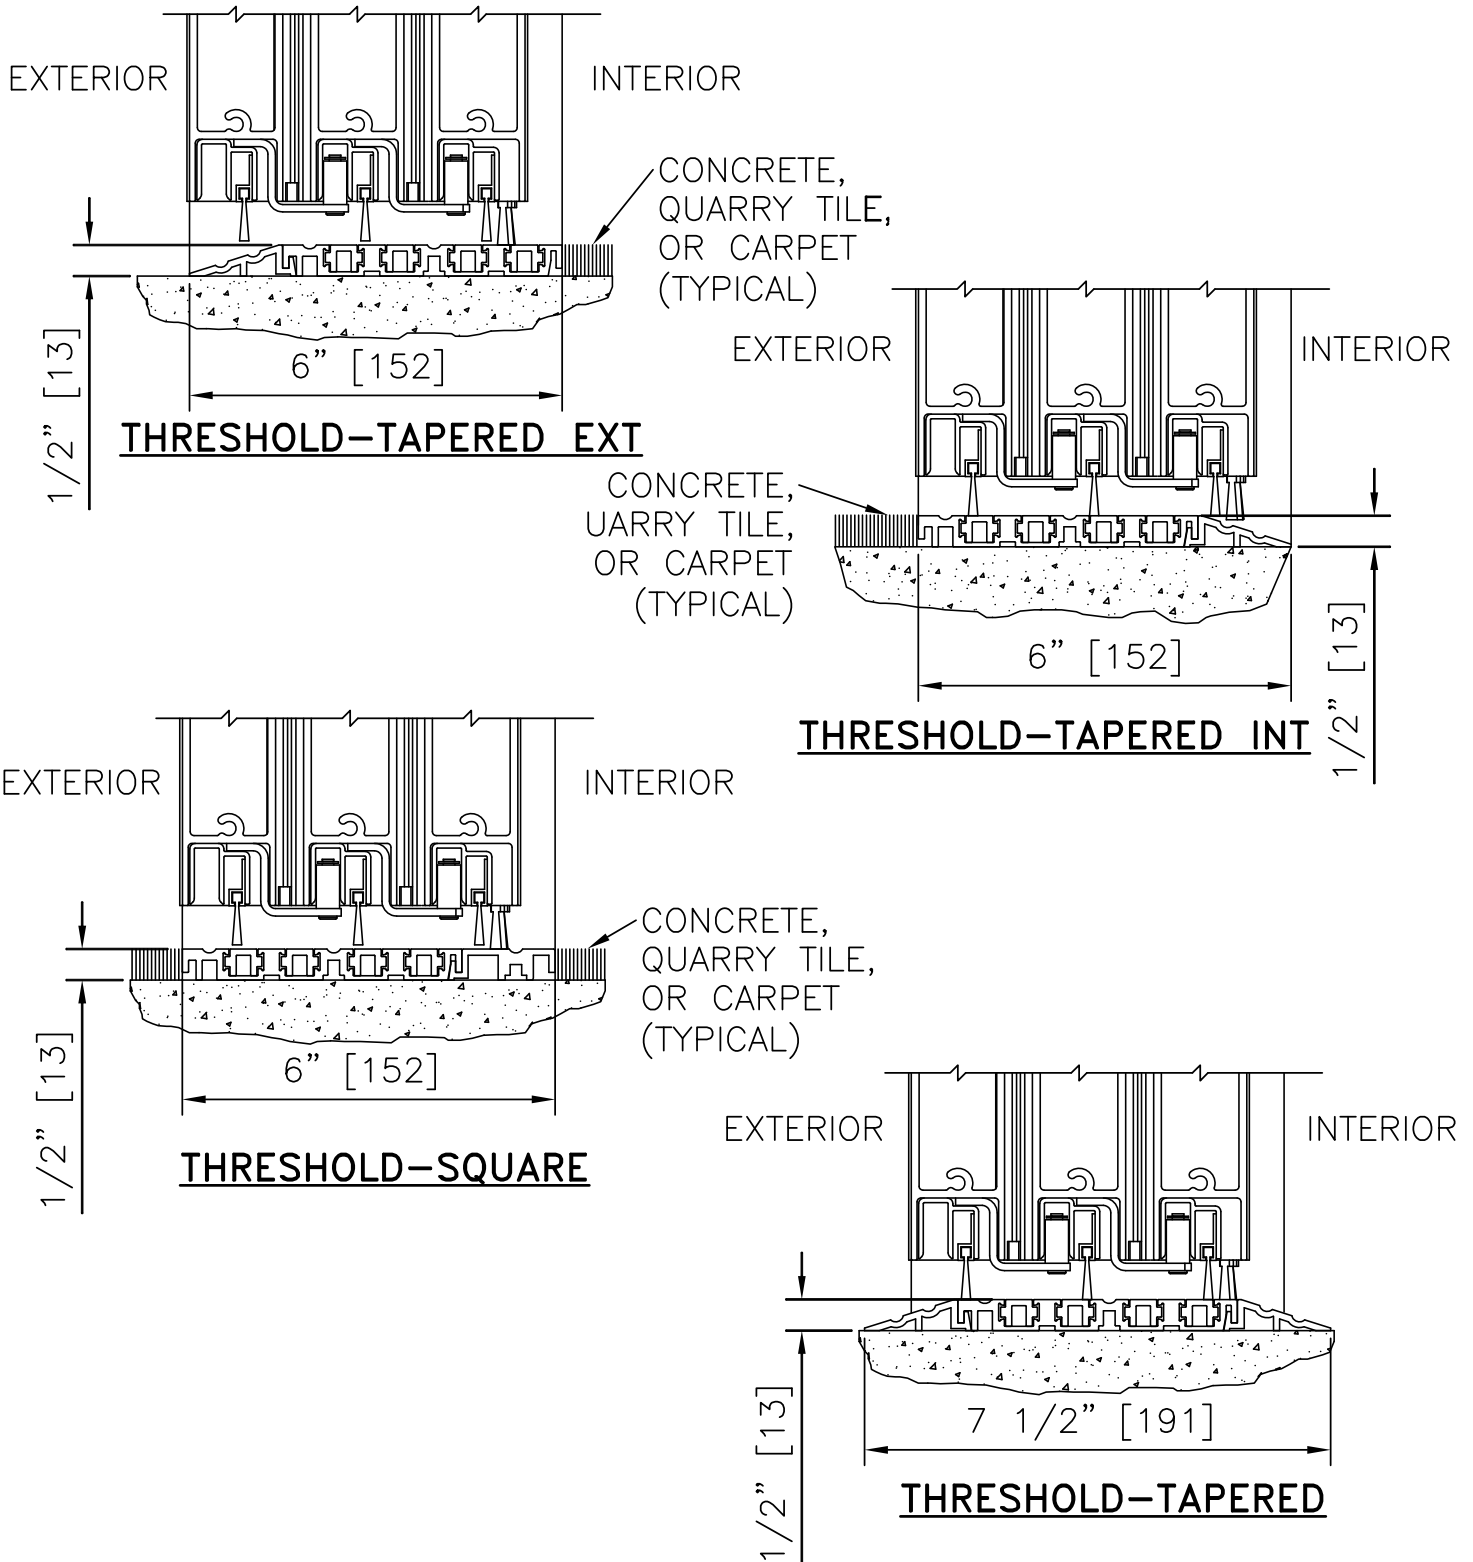 EXTERIOR
INTERIOR
CONCRETE,
QUARRY TILE,
OR CARPET
(TYPICAL)
1/2” [13]
6” [152]
THRESHOLD-TAPERED EXT
EXTERIOR
INTERIOR
CONCRETE,
UARRY TILE,
OR CARPET
(TYPICAL)
6” [152]
1/2” [13]
THRESHOLD-TAPERED INT
EXTERIOR
INTERIOR
CONCRETE,
QUARRY TILE,
OR CARPET
(TYPICAL)
1/2” [13]
6” [152]
THRESHOLD-SQUARE
EXTERIOR
INTERIOR
1/2” [13]
7 1/2” [191]
THRESHOLD-TAPERED